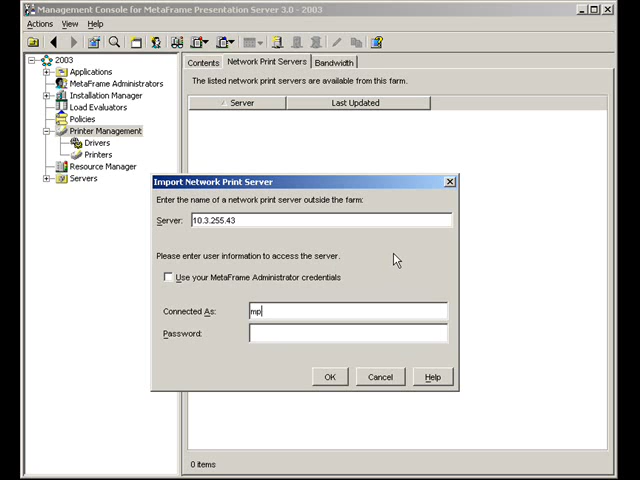 Management Console for MetaFrame Presentation Server 3.0 - 2003
Actions View Help
2003
Applications
MetaFrame Administrators
Installation Manager
Load Evaluators
Policies
Printer Management
Drivers
Printers
Resource Manager
Servers
Contents Network Print Servers Bandwidth
The listed network print servers are available from this farm.
Server Last Updated
Import Network Print Server
Enter the name of a network print server outside the farm:
Server: 10.3.255.43
Please enter user information to access the server.
Use your MetaFrame Administrator credentials
Connected As: mp
Password:
OK Cancel Help
0 items